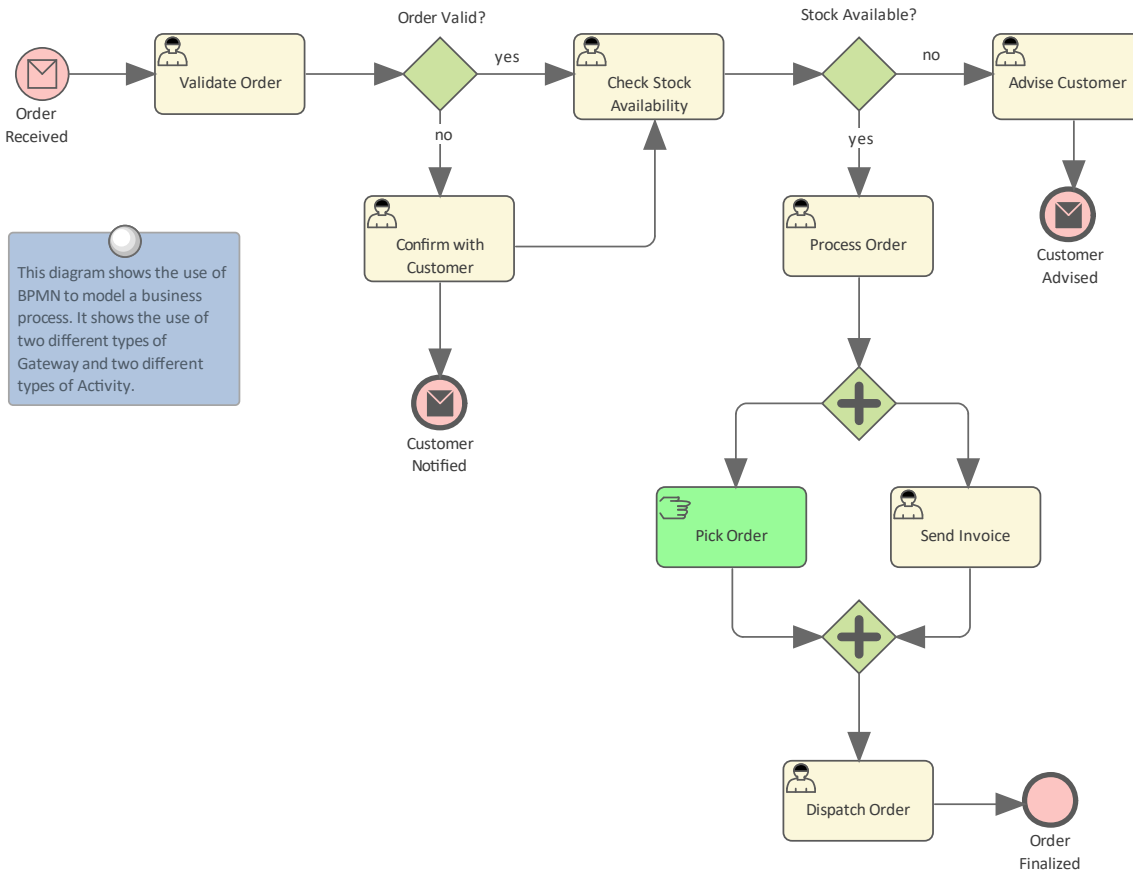 Order Valid?
Stock Available?
Validate Order
yes
Check Stock
Availability
no
Advise Customer
Order
Received
no
yes
Confirm with
Customer
Process Order
Customer
Advised
This diagram shows the use of
BPMN to model a business
process. It shows the use of
two different types of
Gateway and two different
types of Activity.
Customer
Notified
Pick Order
Send Invoice
Dispatch Order
Order
Finalized